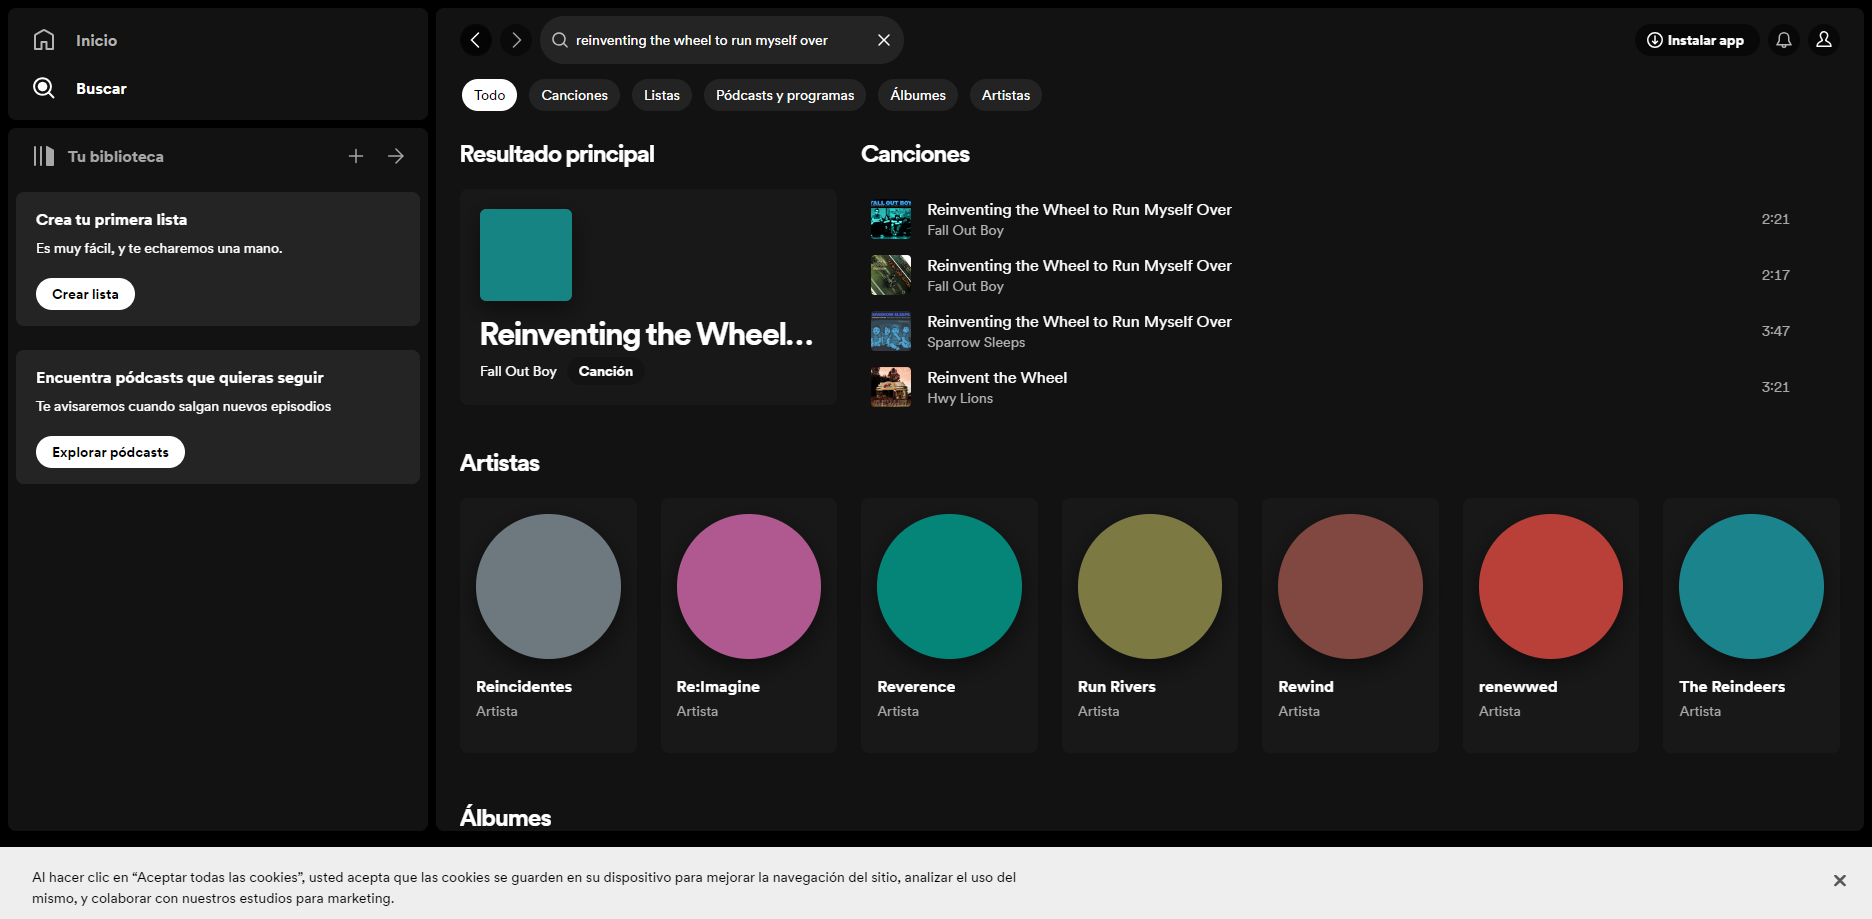 Inicio
Buscar
Tu biblioteca
Crea tu primera lista
Es muy fácil, y te echaremos una mano.
Crear lista
Encuentra pódcasts que quieras seguir
Te avisaremos cuando salgan nuevos episodios
Explorar pódcasts
reinventing the wheel to run myself over
Instalar app
Todo
Canciones
Listas
Pódcasts y programas
Álbumes
Artistas
Resultado principal
Reinventing the Wheel...
Fall Out Boy
Canción
Canciones
FALL OUT BOY
Reinventing the Wheel to Run Myself Over
Fall Out Boy
2:21
Reinventing the Wheel to Run Myself Over
Fall Out Boy
2:17
Reinventing the Wheel to Run Myself Over
Sparrow Sleeps
3:47
Reinvent the Wheel
Hwy Lions
3:21
Artistas
Reincidentes
Artista
Re:Imagine
Artista
Reverence
Artista
Run Rivers
Artista
Rewind
Artista
renewwed
Artista
The Reindeers
Artista
Álbumes
Al hacer clic en “Aceptar todas las cookies”, usted acepta que las cookies se guarden en su dispositivo para mejorar la navegación del sitio, analizar el uso del
mismo, y colaborar con nuestros estudios para marketing.